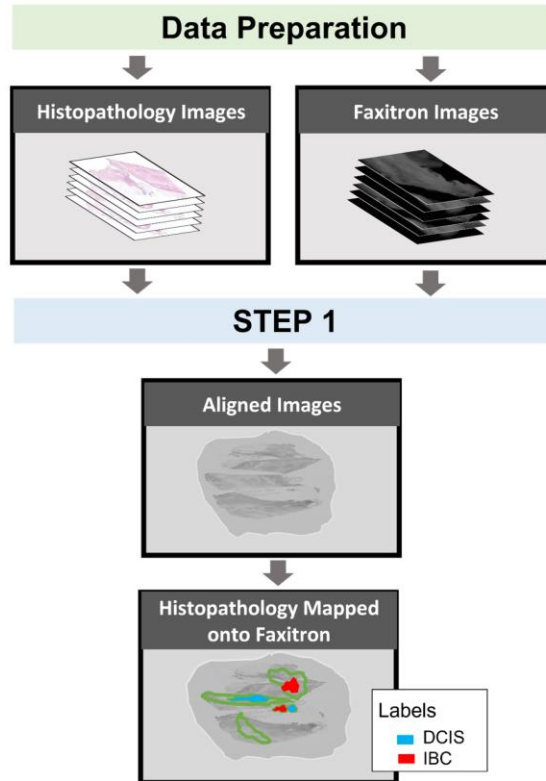 Data Preparation
Histopathology Images
Faxitron Images
STEP 1
Aligned Images
Histopathology Mapped
onto Faxitron
Labels
DCIS
IBC